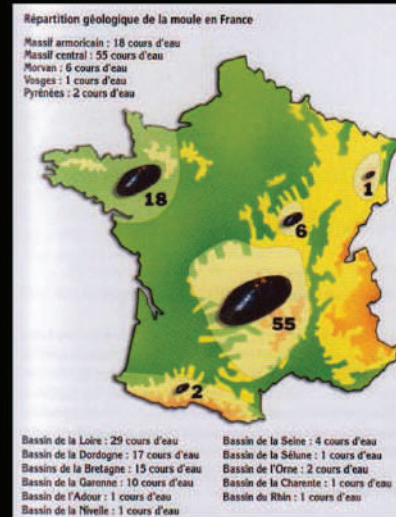 Répartition géologique de la moule en France
Massif armoricain : 18 cours d'eau
Massif central : 55 cours d'eau
Morvan : 6 cours d'eau
Vosges : 1 cours d'eau
Pyrénées : 2 cours d'eau
1
18
6
55
2
Bassin de la Loire : 29 cours d'eau
Bassin de la Dordogne : 17 cours d'eau
Bassins de la Bretagne : 15 cours d'eau
Bassin de la Garonne : 10 cours d'eau
Bassin de l'Adour : 1 cours d'eau
Bassin de la Nivelle : 1 cours d'eau
Bassin de la Seine : 4 cours d'eau
Bassin de la Sélune : 1 cours d'eau
Bassin de l'Orne : 2 cours d'eau
Bassin de la Charente : 1 cours d'eau
Bassin du Rhin : 1 cours d'eau